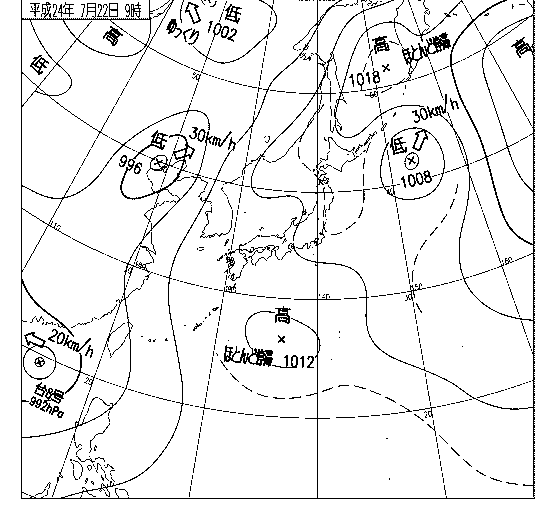 平成24年 7月22日 9時
低
ゆっくり
1002
高
高
ほとんど停滞
1018
高
低
低
30km/h
996
30km/h
低
1008
高
ほとんど停滞
1012
20km/h
台8号
992hPa